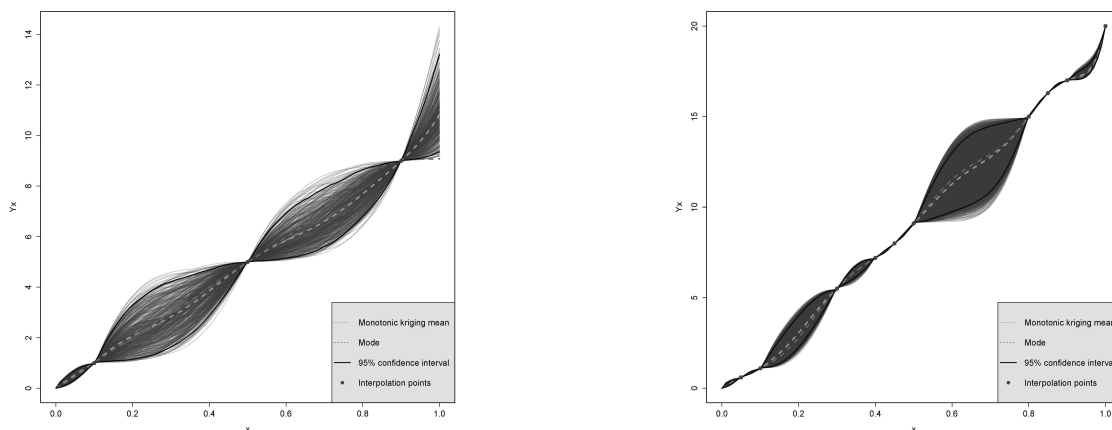 14
12
10
8
6
4
2
0
Yx
0.0 0.2 0.4 0.6 0.8 1.0
x
Monotonic kriging mean
Mode
95% confidence interval
Interpolation points
20
15
10
5
0
Yx
0.0 0.2 0.4 0.6 0.8 1.0
x
Monotonic kriging mean
Mode
95% confidence interval
Interpolation points